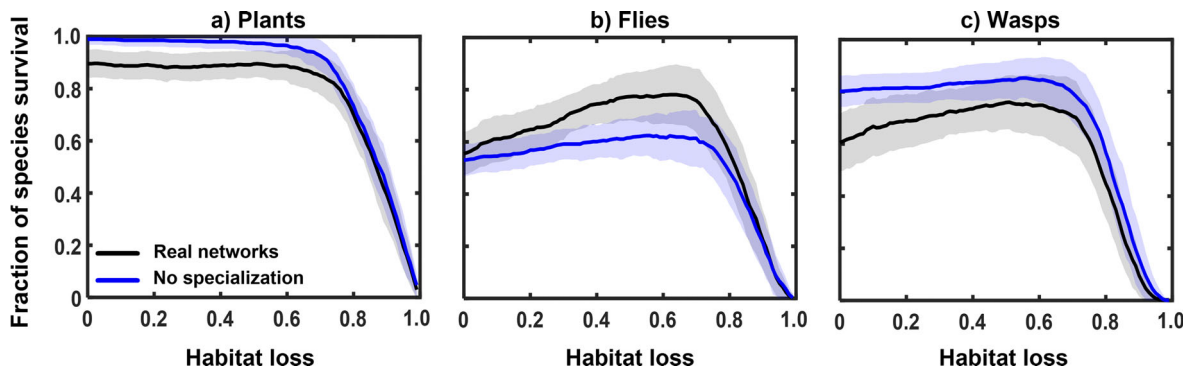 a) Plants
b) Flies
c) Wasps
Fraction of species survival
1.0
0.8
0.6
0.4
0.2
0
Real networks
No specialization
0 0.2 0.4 0.6 0.8 1.0
0 0.2 0.4 0.6 0.8 1.0
0 0.2 0.4 0.6 0.8 1.0
Habitat loss
Habitat loss
Habitat loss